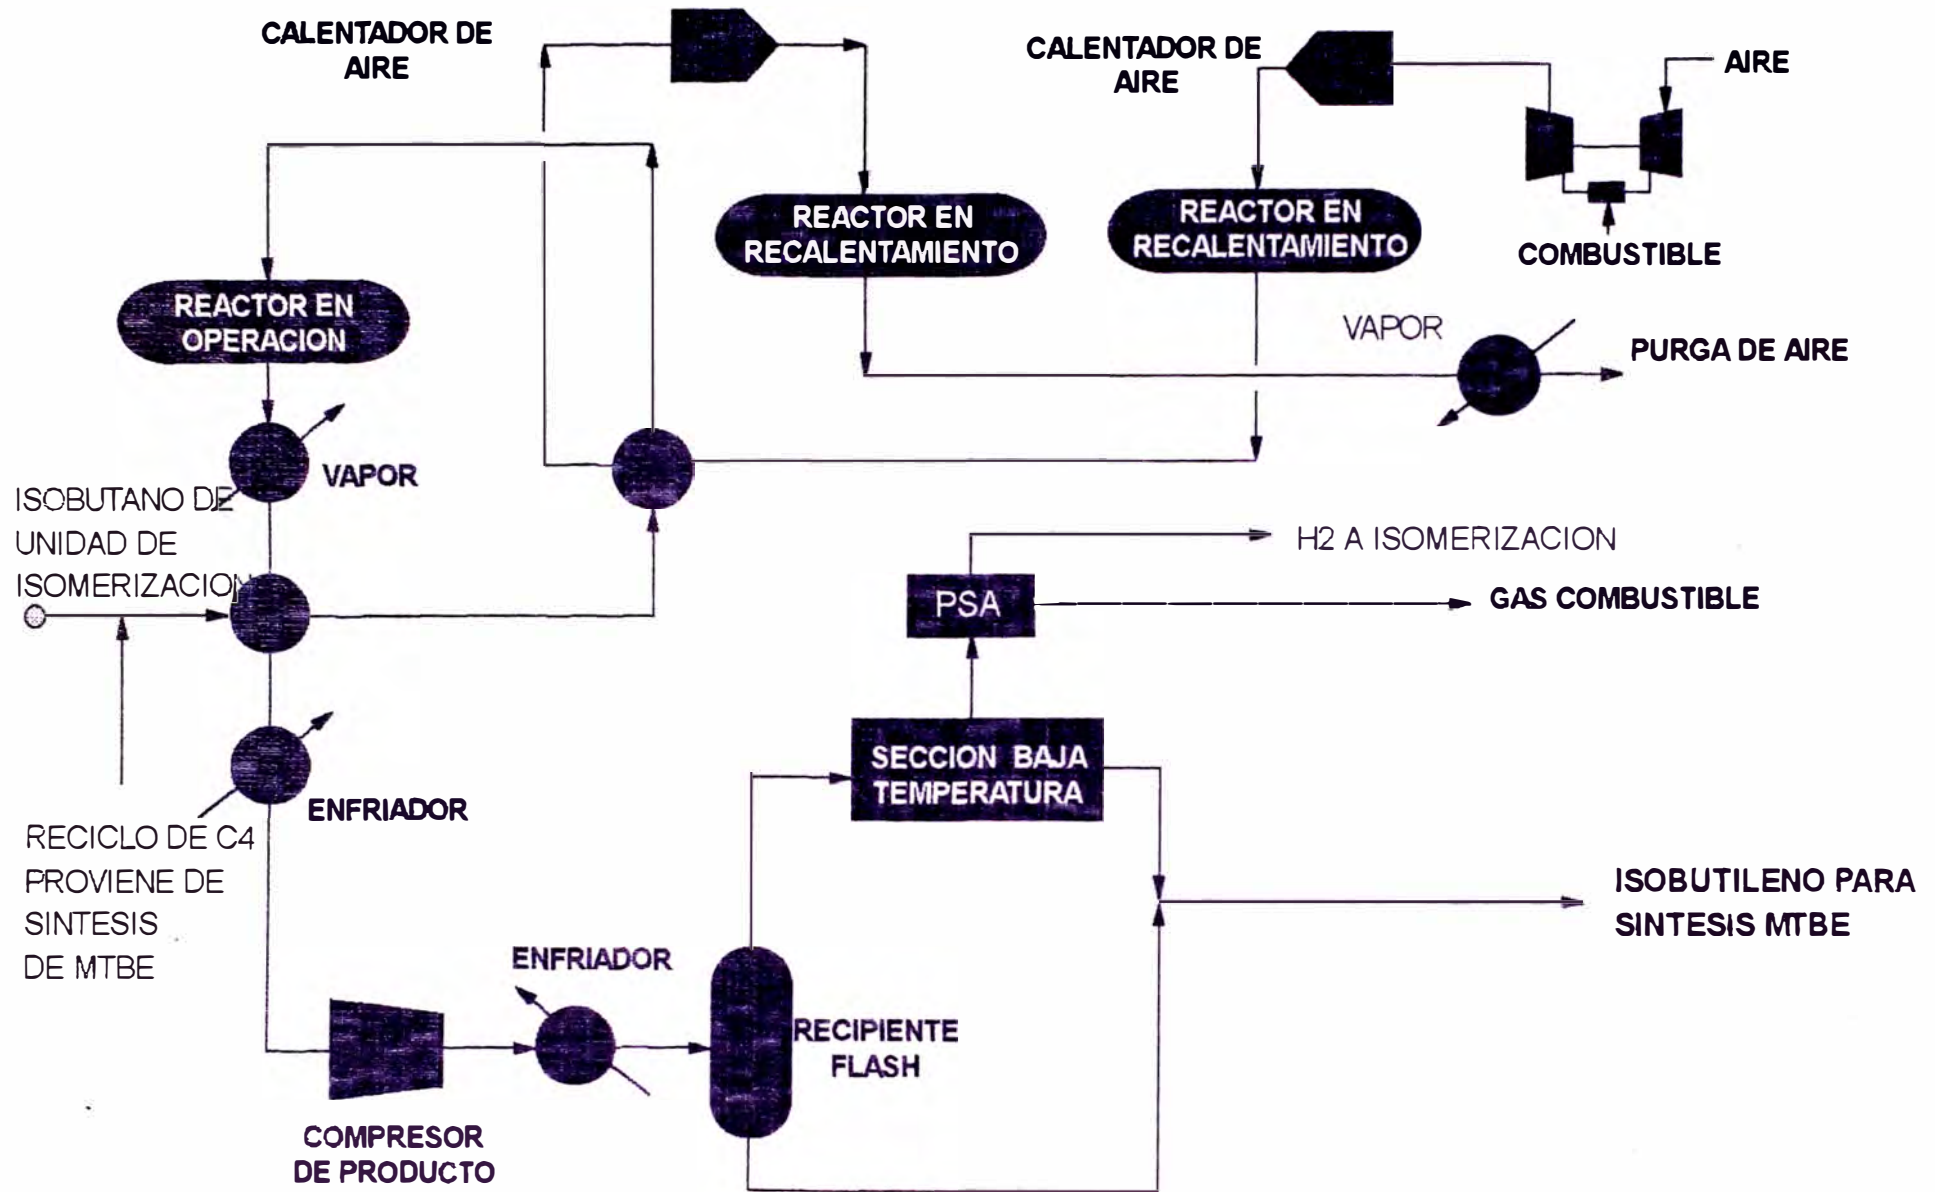 CALENTADOR DE
AIRE
CALENTADOR DE
AIRE
AIRE
REACTOR EN
RECALENTAMIENTO
REACTOR EN
RECALENTAMIENTO
COMBUSTIBLE
REACTOR EN
OPERACION
VAPOR
PURGA DE AIRE
VAPOR
ISOBUTANO DE
UNIDAD DE
ISOMERIZACION
H2 A ISOMERIZACION
PSA
GAS COMBUSTIBLE
SECCION BAJA
TEMPERATURA
ENFRIADOR
RECICLO DE C4
PROVIENE DE
SINTESIS
DE MTBE
ISOBUTILENO PARA
SINTESIS MTBE
ENFRIADOR
RECIPIENTE
FLASH
COMPRESOR
DE PRODUCTO